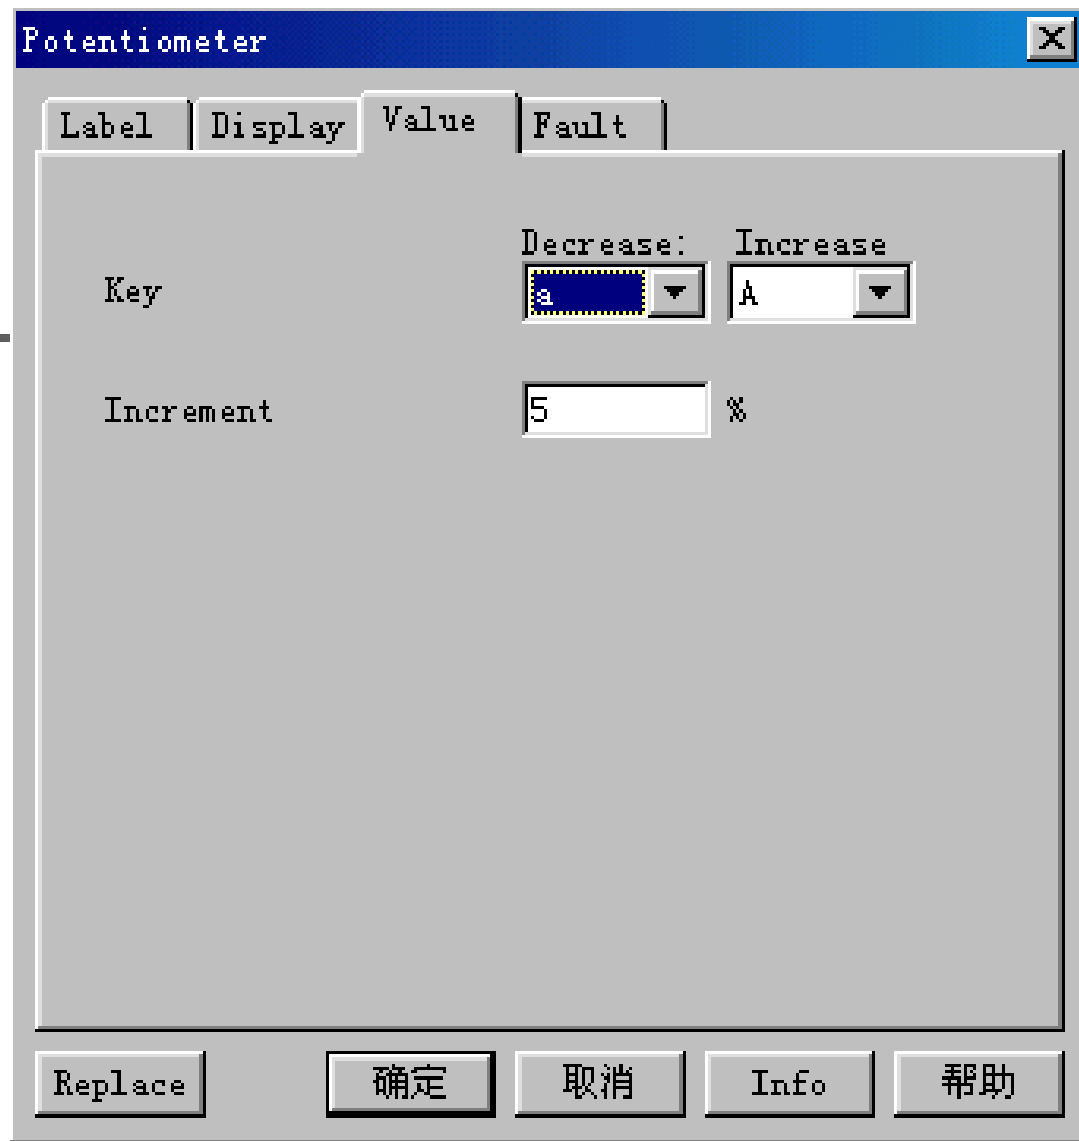 Potentiometer
Label Display Value Fault
Decrease: Increase
Key a A
Increment 5 %
Replace 确定 取消 Info 帮助